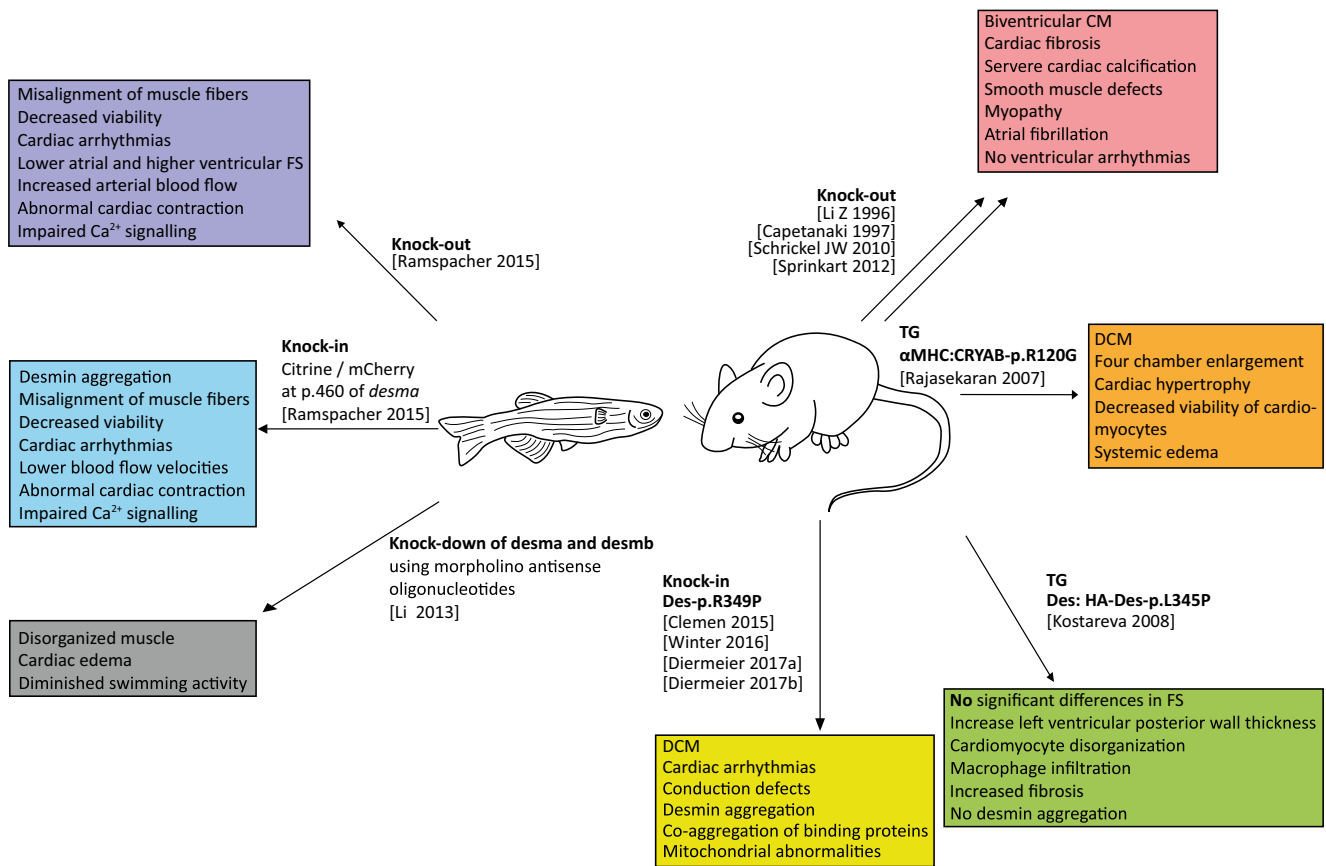 Misalignment of muscle fibers
Decreased viability
Cardiac arrhythmias
Lower atrial and higher ventricular FS
Increased arterial blood flow
Abnormal cardiac contraction
Impaired Ca²⁺ signalling
Knock-out
[Ramspacher 2015]
Biventricular CM
Cardiac fibrosis
Servere cardiac calcification
Smooth muscle defects
Myopathy
Atrial fibrillation
No ventricular arrhythmias
Knock-out
[Li Z 1996]
[Capetanaki 1997]
[Schrickel JW 2010]
[Sprinkart 2012]
Desmin aggregation
Misalignment of muscle fibers
Decreased viability
Cardiac arrhythmias
Lower blood flow velocities
Abnormal cardiac contraction
Impaired Ca²⁺ signalling
Knock-in
Citrine / mCherry
at p.460 of desma
[Ramspacher 2015]
TG
αMHC:CRYAB-p.R120G
[Rajasekaran 2007]
DCM
Four chamber enlargement
Cardiac hypertrophy
Decreased viability of cardio-
myocytes
Systemic edema
Knock-down of desma and desmb
using morpholino antisense
oligonucleotides
[Li 2013]
Disorganized muscle
Cardiac edema
Diminished swimming activity
Knock-in
Des-p.R349P
[Clemen 2015]
[Winter 2016]
[Diermeier 2017a]
[Diermeier 2017b]
DCM
Cardiac arrhythmias
Conduction defects
Desmin aggregation
Co-aggregation of binding proteins
Mitochondrial abnormalities
TG
Des: HA-Des-p.L345P
[Kostareva 2008]
No significant differences in FS
Increase left ventricular posterior wall thickness
Cardiomyocyte disorganization
Macrophage infiltration
Increased fibrosis
No desmin aggregation